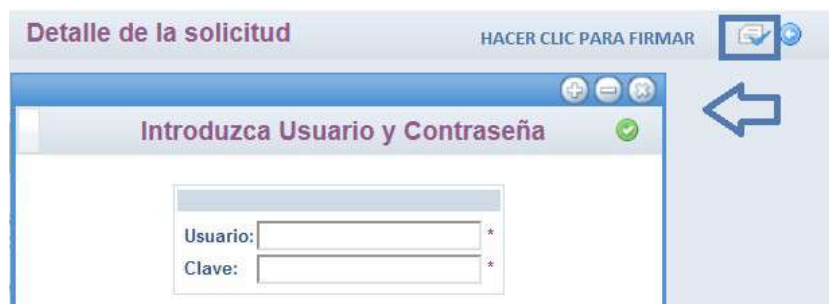 Detalle de la solicitud
HACER CLIC PARA FIRMAR
Introduzca Usuario y Contraseña
Usuario: *
Clave: *